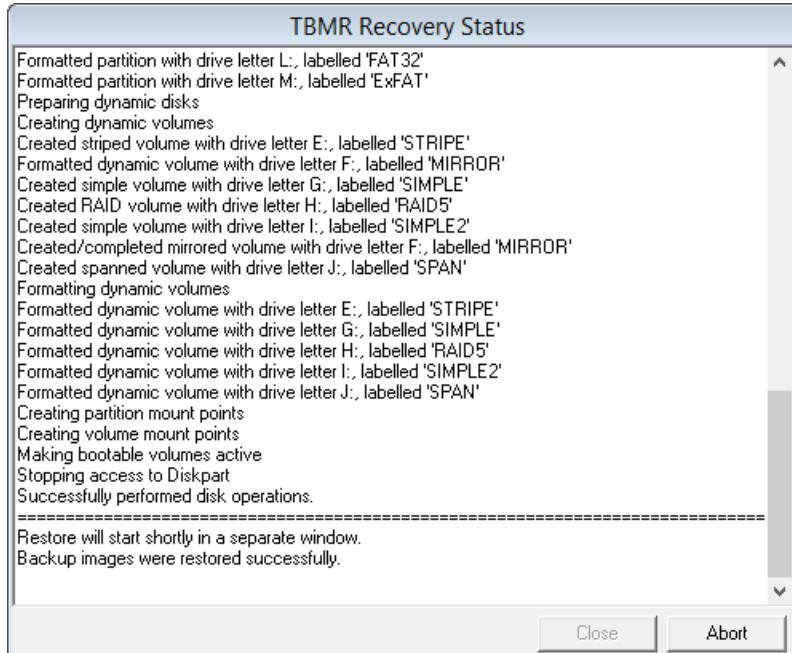 TBMR Recovery Status
Formatted partition with drive letter L:, labelled 'FAT32'
Formatted partition with drive letter M:, labelled 'ExFAT'
Preparing dynamic disks
Creating dynamic volumes
Created striped volume with drive letter E:, labelled 'STRIPE'
Formatted dynamic volume with drive letter F:, labelled 'MIRROR'
Created simple volume with drive letter G:, labelled 'SIMPLE'
Created RAID volume with drive letter H:, labelled 'RAID5'
Created simple volume with drive letter I:, labelled 'SIMPLE2'
Created/completed mirrored volume with drive letter F:, labelled 'MIRROR'
Created spanned volume with drive letter J:, labelled 'SPAN'
Formatting dynamic volumes
Formatted dynamic volume with drive letter E:, labelled 'STRIPE'
Formatted dynamic volume with drive letter G:, labelled 'SIMPLE'
Formatted dynamic volume with drive letter H:, labelled 'RAID5'
Formatted dynamic volume with drive letter I:, labelled 'SIMPLE2'
Formatted dynamic volume with drive letter J:, labelled 'SPAN'
Creating partition mount points
Creating volume mount points
Making bootable volumes active
Stopping access to Diskpart
Successfully performed disk operations.
==============================================================================
Restore will start shortly in a separate window.
Backup images were restored successfully.
Close Abort